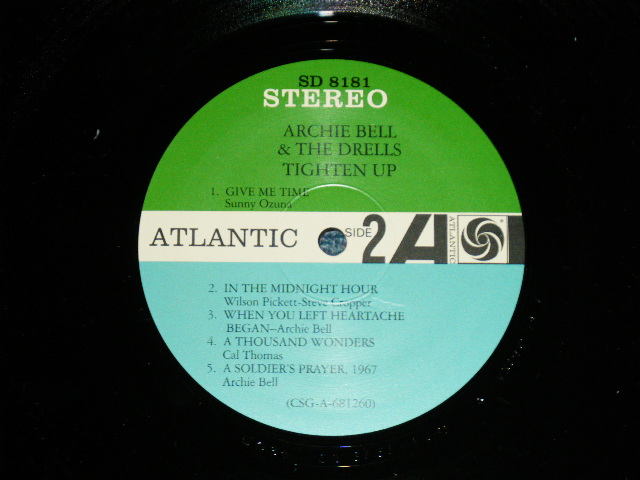 SD 8181
STEREO
ARCHIE BELL
& THE DRELLS
TIGHTEN UP
1. GIVE ME TIME
Sunny Ozuna
ATLANTIC
SIDE 2
A
ATLANTIC
2. IN THE MIDNIGHT HOUR
Wilson Pickett-Steve Cropper
3. WHEN YOU LEFT HEARTACHE
BEGAN—Archie Bell
4. A THOUSAND WONDERS
Cal Thomas
5. A SOLDIER'S PRAYER, 1967
Archie Bell
(CSG-A-681260)